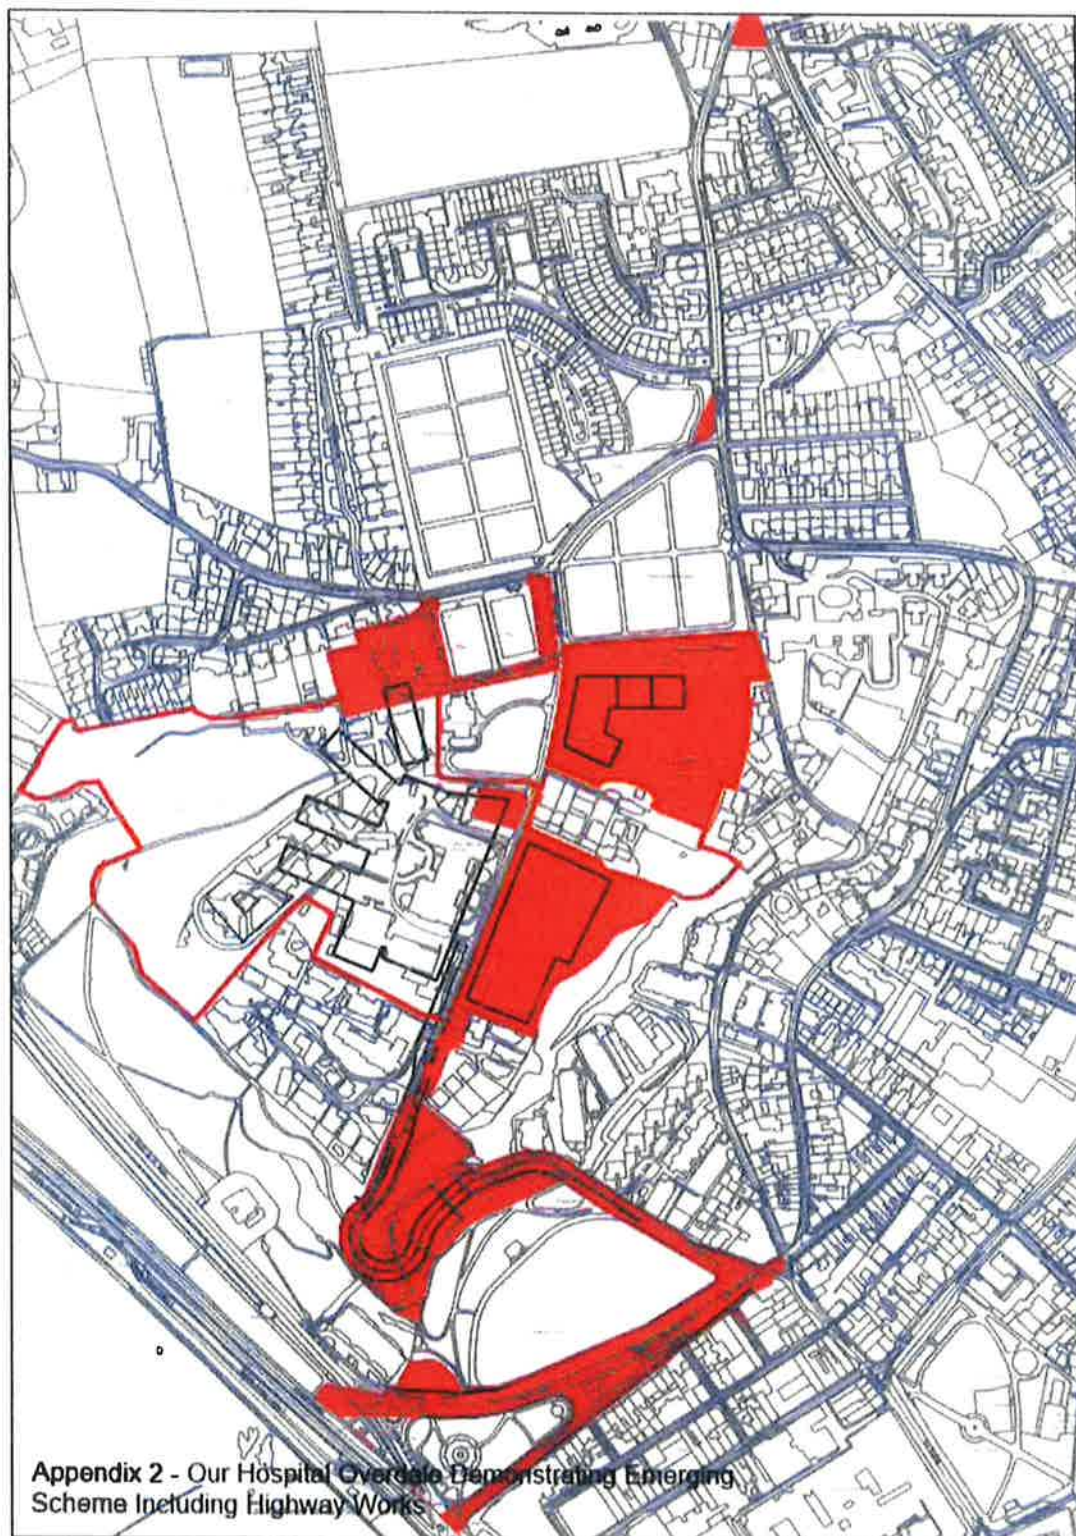 Appendix 2 - Our Hospital Overdale Demonstrating Emerging
Scheme Including Highway Works